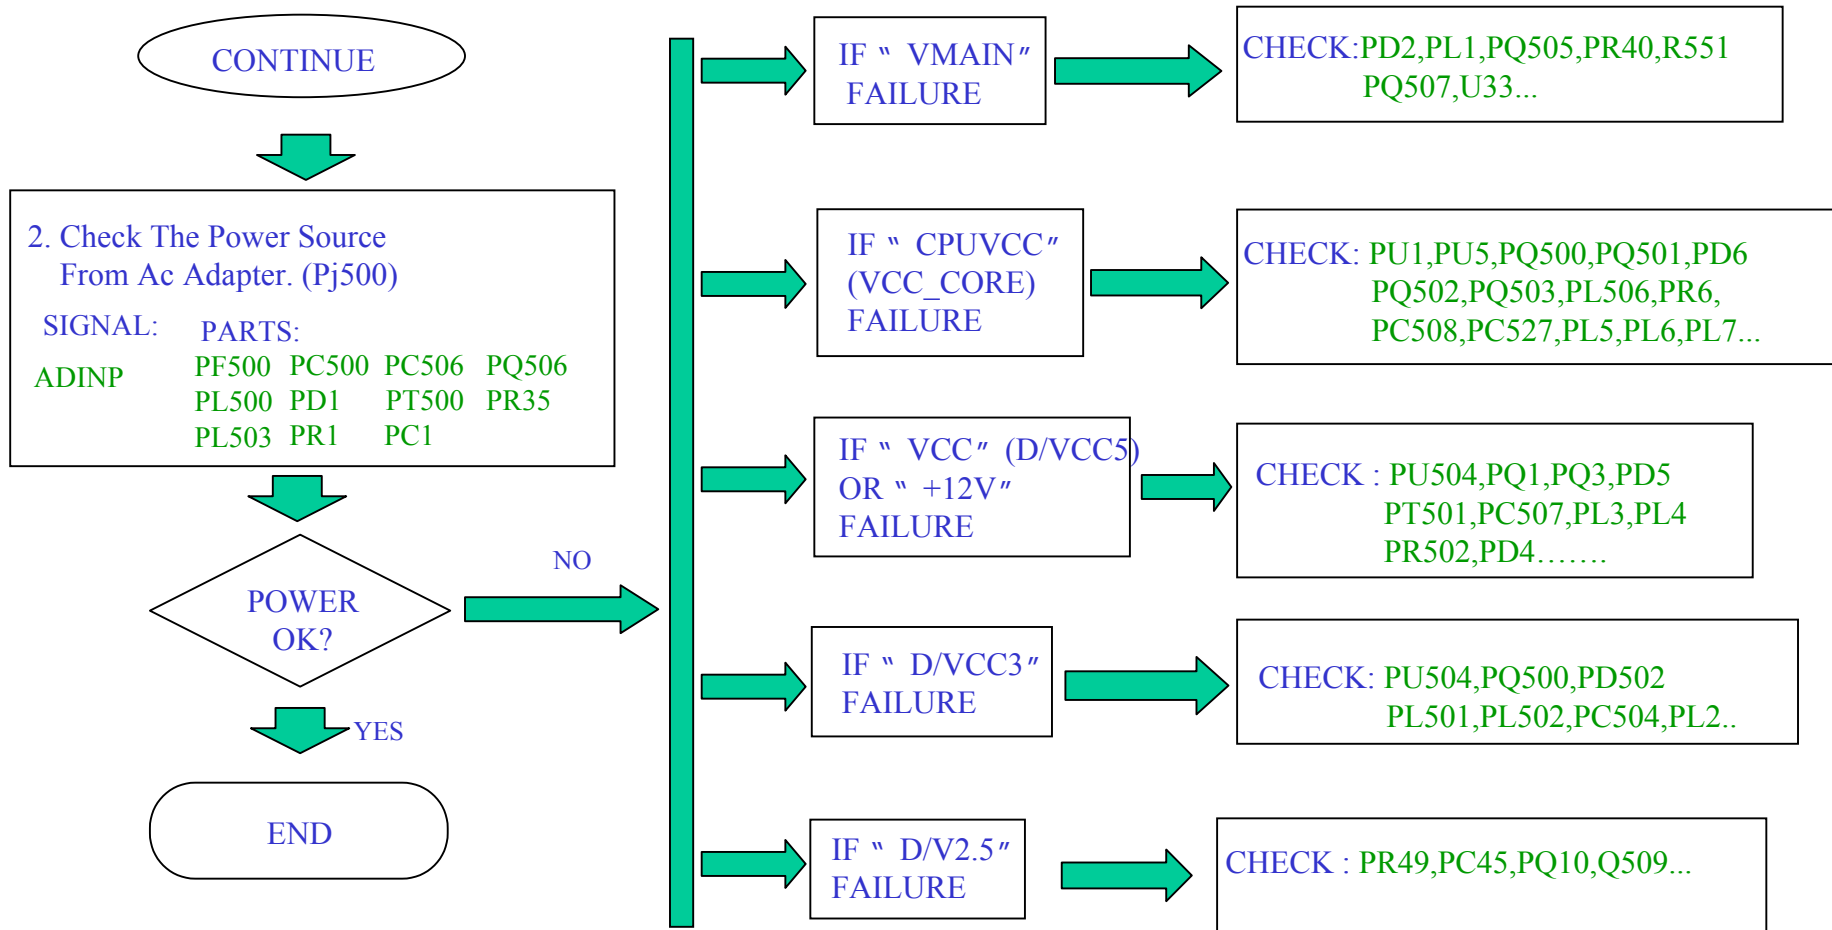 CONTINUE
2. Check The Power Source
From Ac Adapter. (Pj500)
SIGNAL: PARTS:
ADINP
PF500 PC500 PC506 PQ506
PL500 PD1 PT500 PR35
PL503 PR1 PC1
POWER
OK?
NO
YES
END
IF “ VMAIN”
FAILURE
CHECK:PD2,PL1,PQ505,PR40,R551
PQ507,U33...
IF “ CPUVCC”
(VCC_CORE)
FAILURE
CHECK: PU1,PU5,PQ500,PQ501,PD6
PQ502,PQ503,PL506,PR6,
PC508,PC527,PL5,PL6,PL7...
IF “ VCC” (D/VCC5)
OR “ +12V”
FAILURE
CHECK : PU504,PQ1,PQ3,PD5
PT501,PC507,PL3,PL4
PR502,PD4…….
IF “ D/VCC3”
FAILURE
CHECK: PU504,PQ500,PD502
PL501,PL502,PC504,PL2..
IF “ D/V2.5”
FAILURE
CHECK : PR49,PC45,PQ10,Q509...